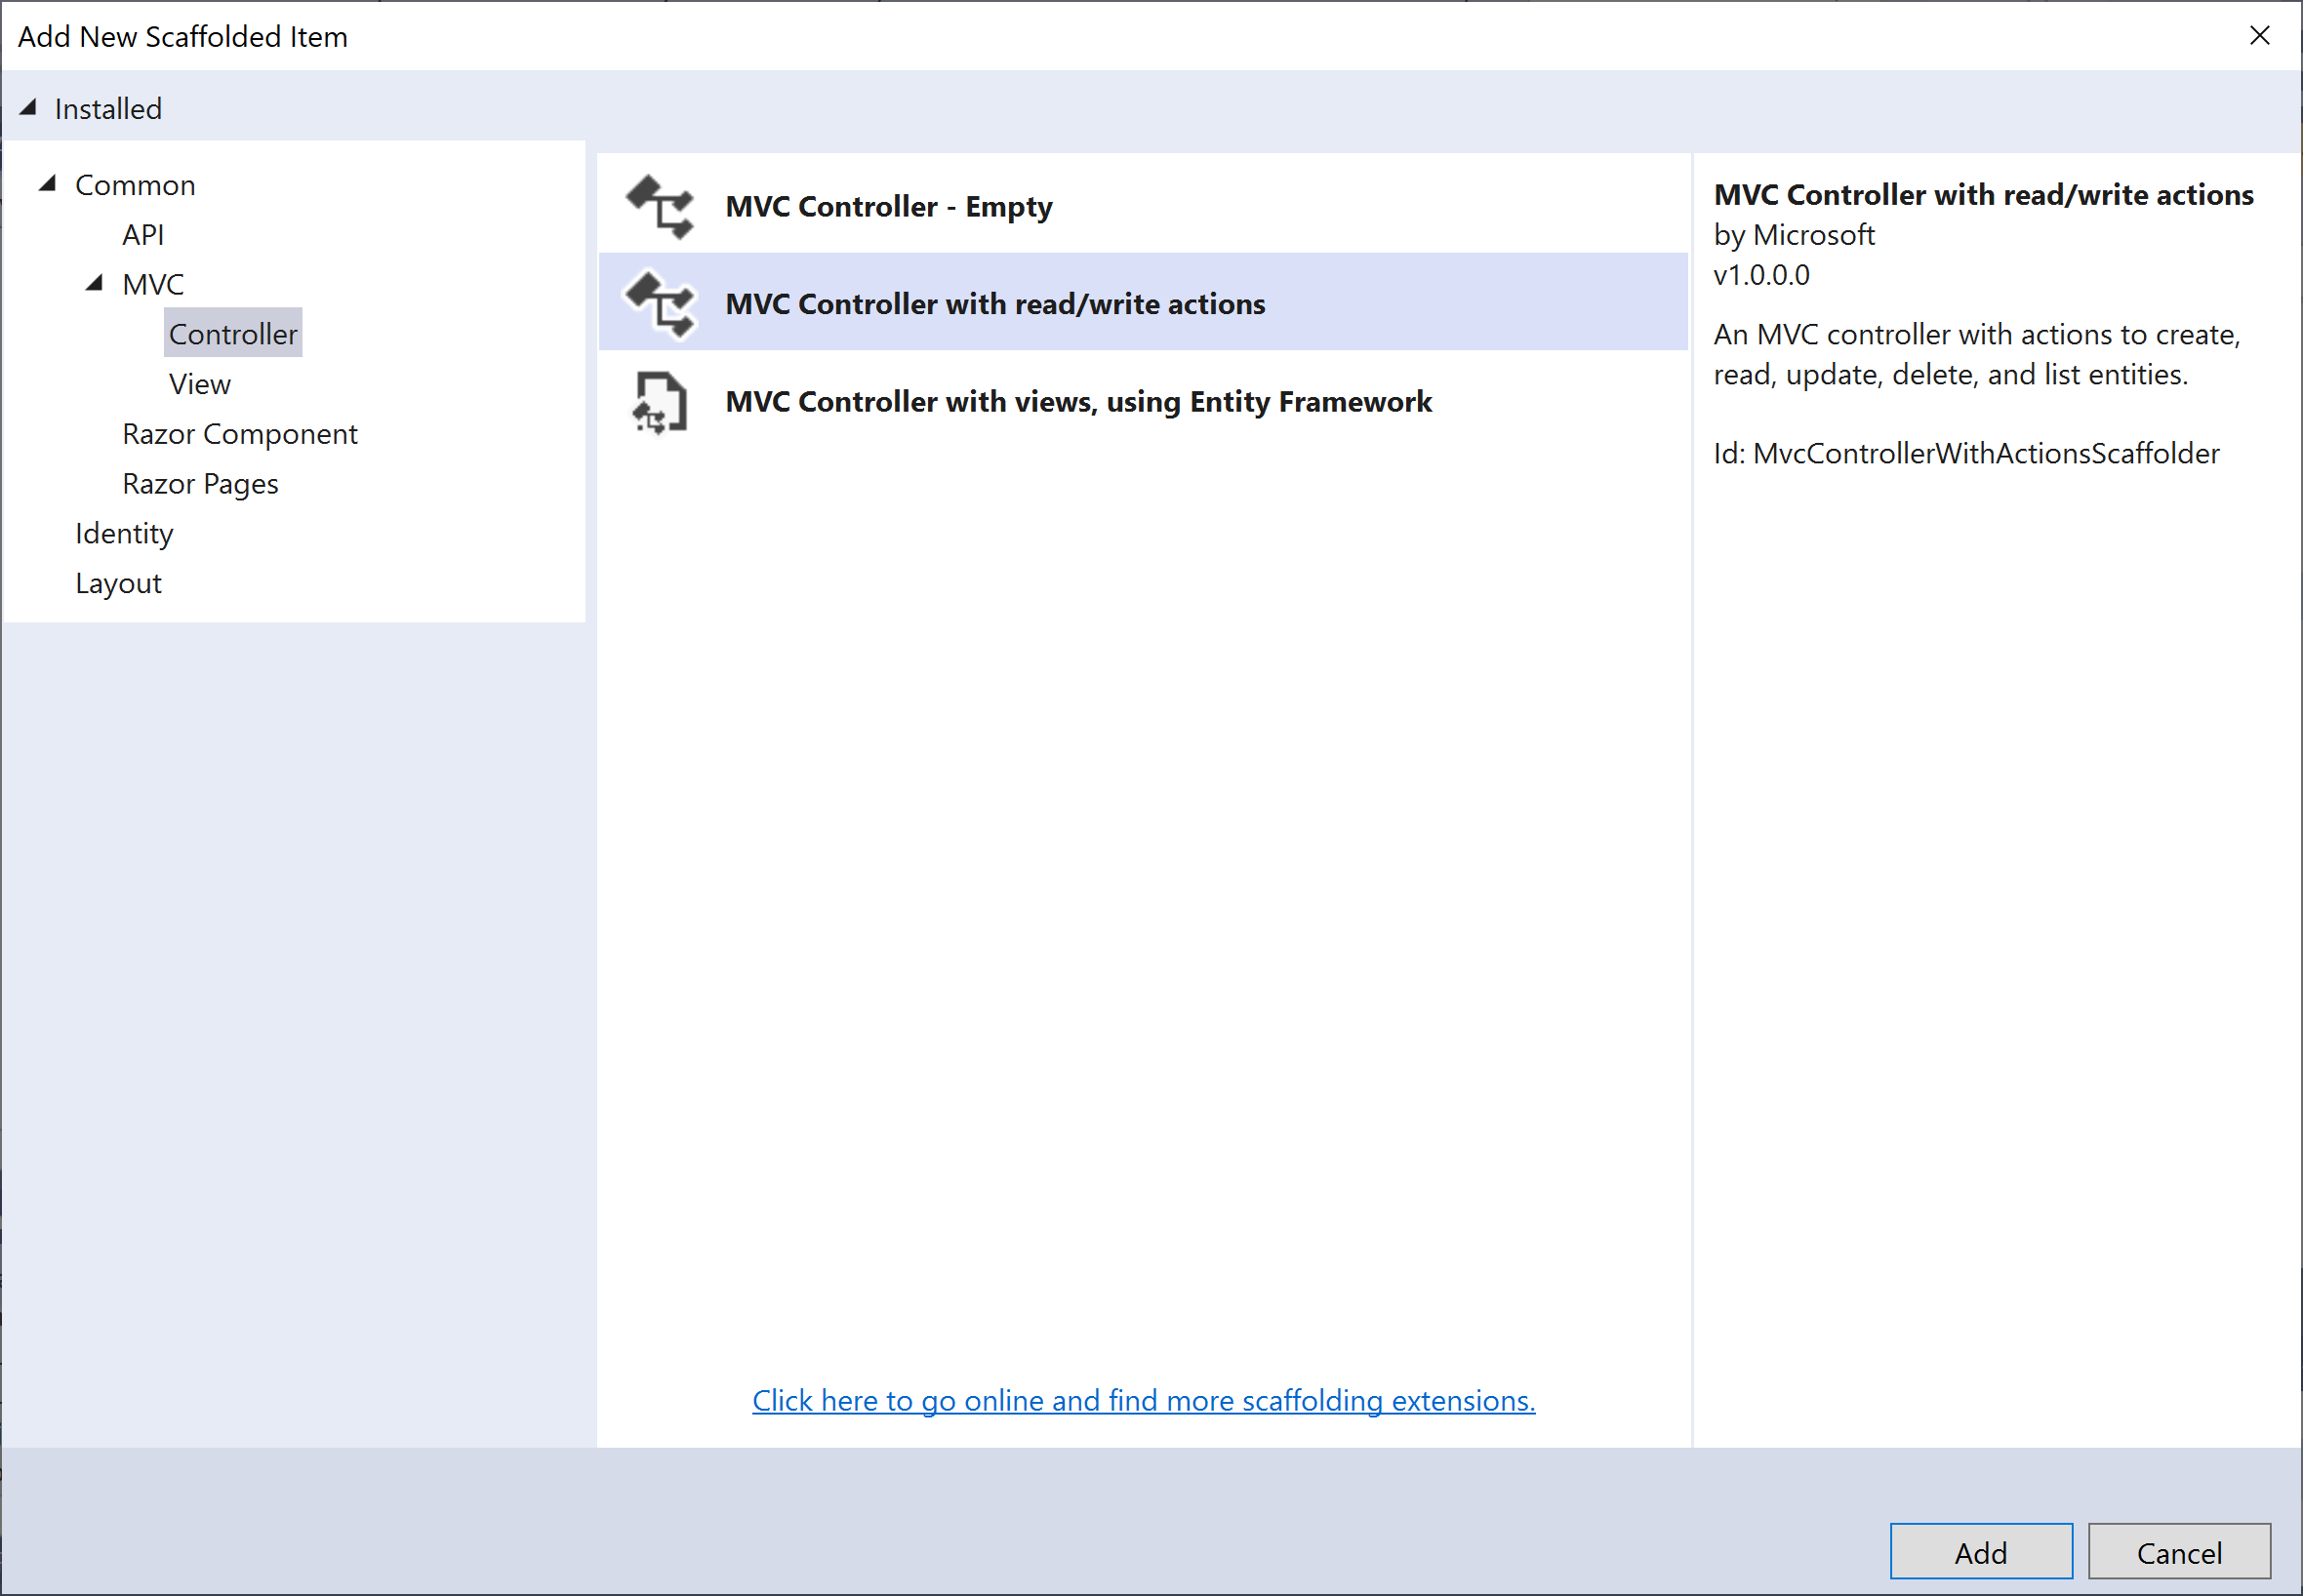 Add New Scaffolded Item
Installed
Common
API
MVC
Controller
View
Razor Component
Razor Pages
Identity
Layout
MVC Controller - Empty
MVC Controller with read/write actions
MVC Controller with views, using Entity Framework
Click here to go online and find more scaffolding extensions.
MVC Controller with read/write actions
by Microsoft
v1.0.0.0
An MVC controller with actions to create,
read, update, delete, and list entities.
Id: MvcControllerWithActionsScaffolder
Add
Cancel